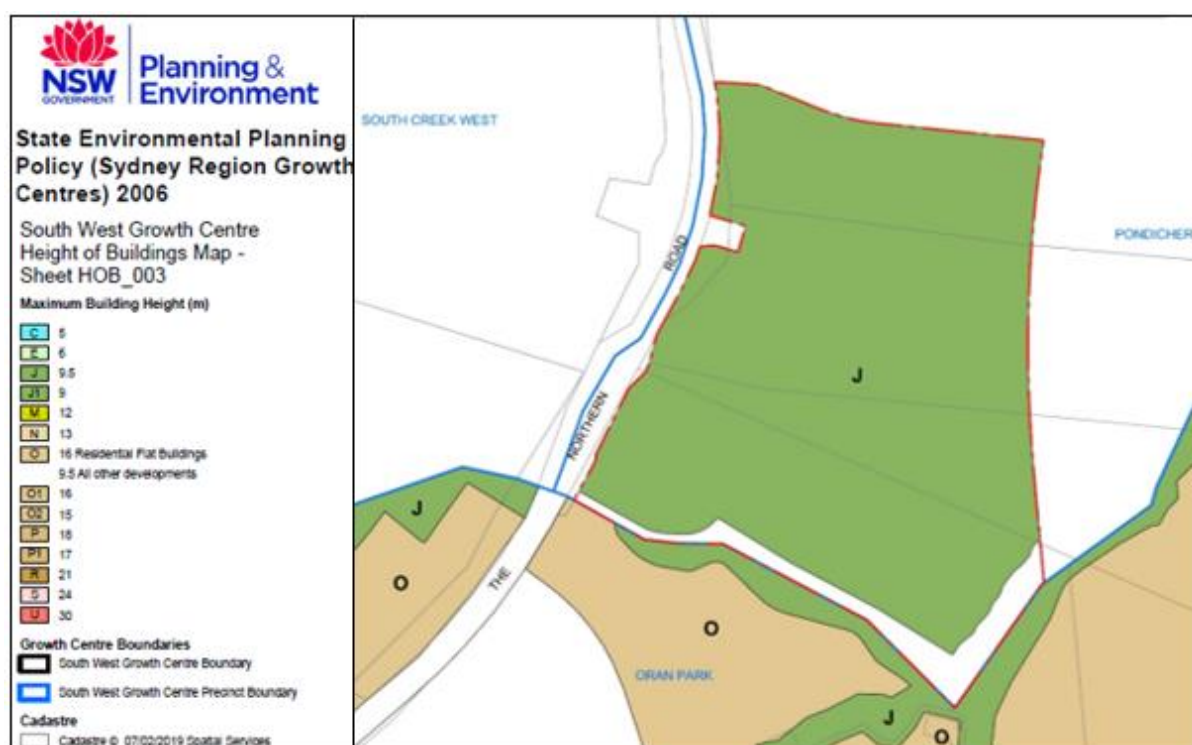 NSW
GOVERNMENT
Planning &
Environment
State Environmental Planning
Policy (Sydney Region Growth
Centres) 2006
South West Growth Centre
Height of Buildings Map -
Sheet HOB_003
Maximum Building Height (m)
C 5
E 6
J 9.5
J1 9
M 12
N 13
O 16 Residential Flat Buildings
9.5 All other developments
O1 16
O2 15
P 18
P1 17
R 21
S 24
U 30
Growth Centre Boundaries
South West Growth Centre Boundary
South West Growth Centre Precinct Boundary
Cadastre
Cadastre © 07/02/2019 Spatial Services
SOUTH CREEK WEST
PONDICHER
THE NORTHERN ROAD
J
J
O
O
ORAN PARK
J
O